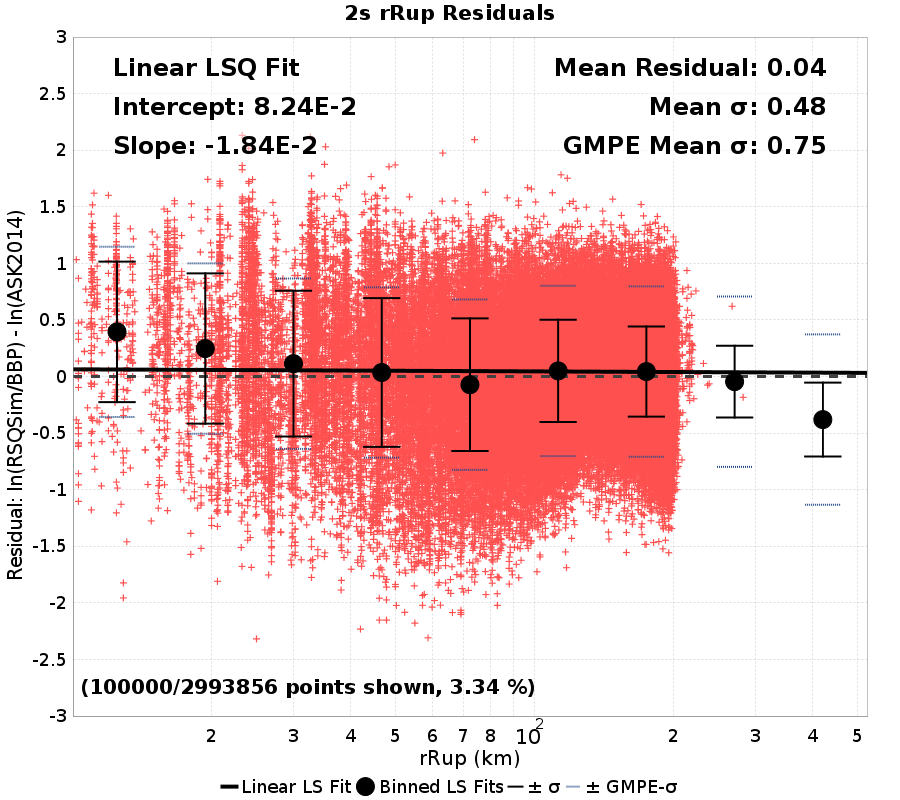 2s rRup Residuals
Linear LSQ Fit
Intercept: 8.24E-2
Slope: -1.84E-2
Mean Residual: 0.04
Mean σ: 0.48
GMPE Mean σ: 0.75
Residual: ln(RSQSim/BBP) - ln(ASK2014)
3
2.5
2
1.5
1
0.5
0
-0.5
-1
-1.5
-2
-2.5
-3
(100000/2993856 points shown, 3.34 %)
2 3 4 5 6 7 8 10² 2 3 4 5
rRup (km)
Linear LS Fit Binned LS Fits ± σ ± GMPE-σ